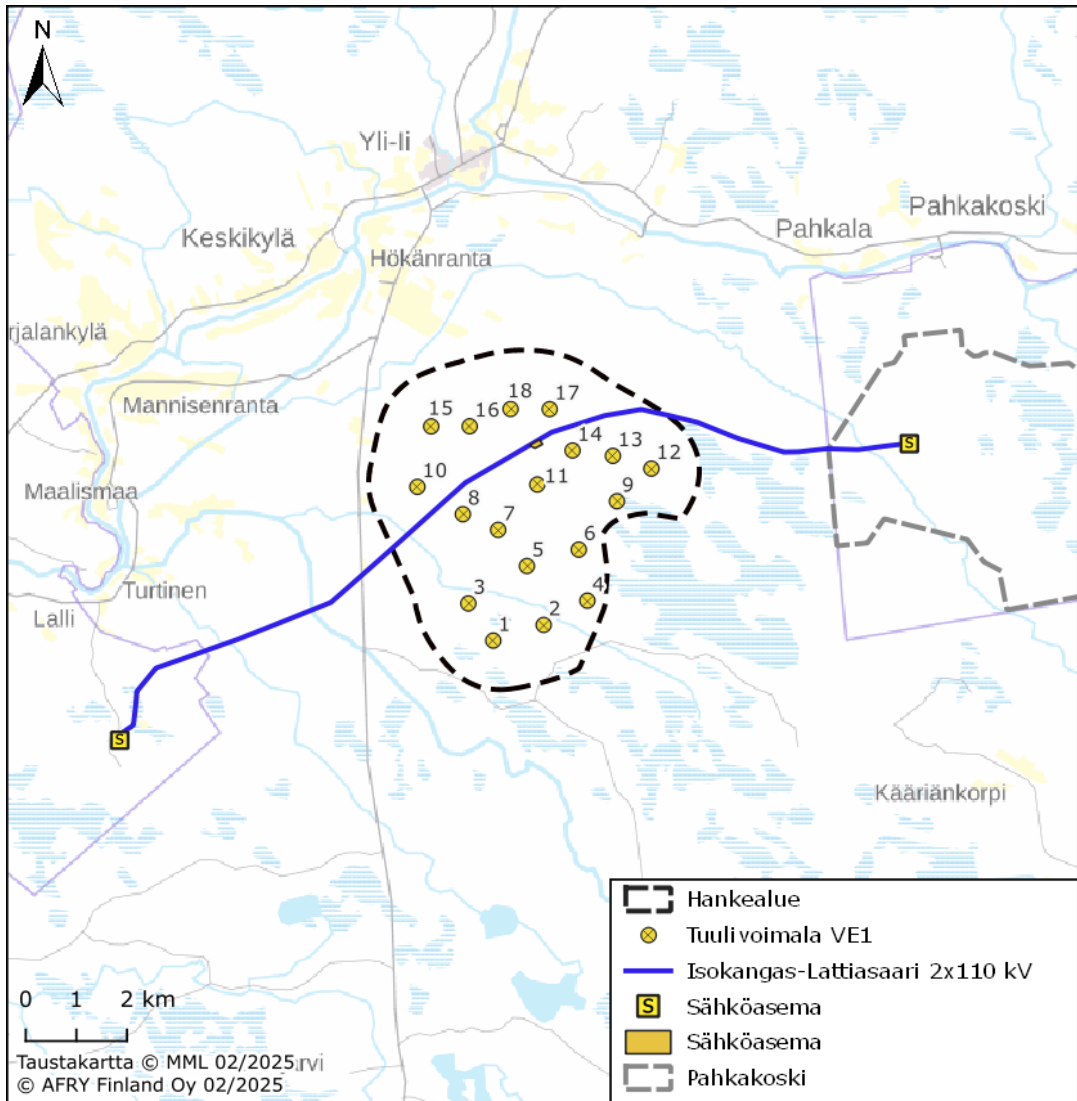 N
Yli-Ii
Pahkakoski
Pahkala
Keskikylä
Hökänranta
rjalankylä
Mannisenranta
18
17
15
16
14
13
12
10
11
9
8
7
6
5
4
3
2
1
Maalismaa
Turtinen
Lalli
S
S
Kääriänkorpi
Hankealue
Tuulivoimala VE1
Isokangas-Lattiasaari 2x110 kV
S Sähköasema
Sähköasema
Pahkakoski
0 1 2 km
Taustakartta © MML 02/2025
rvi
© AFRY Finland Oy 02/2025